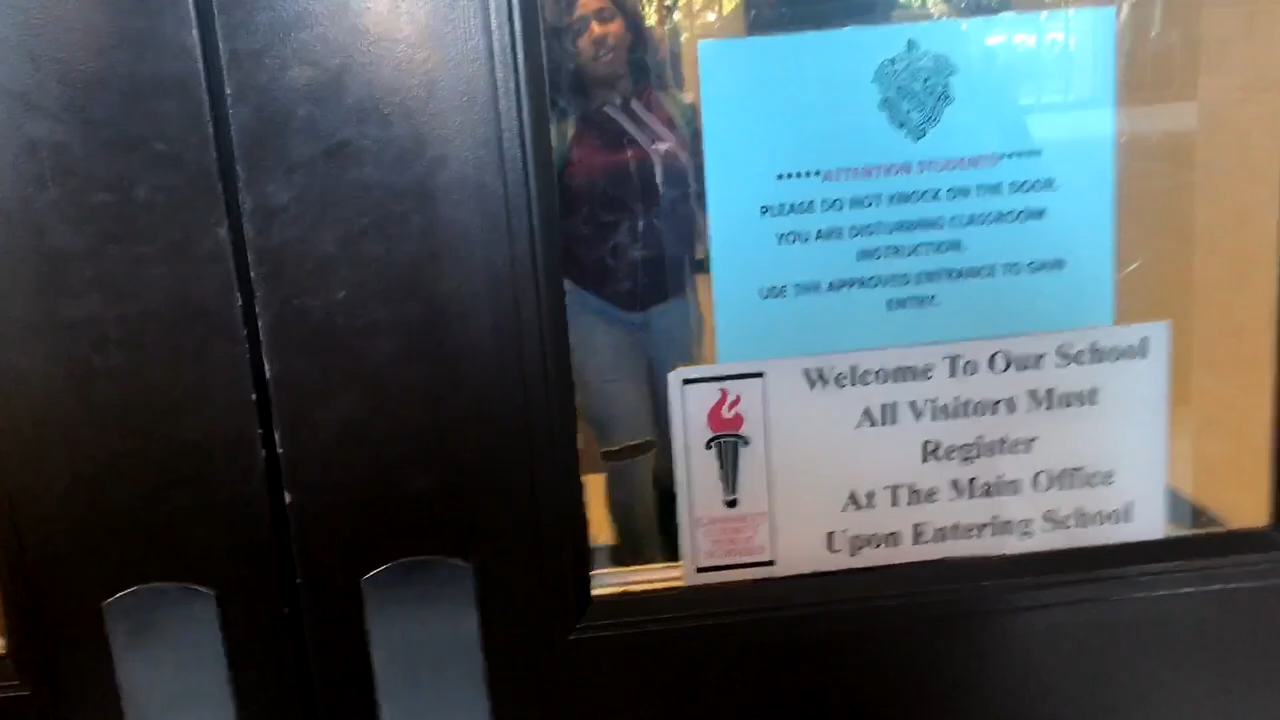 *****ATTENTION STUDENTS*****
PLEASE DO NOT KNOCK ON THE DOOR.
YOU ARE DISTURBING CLASSROOM
INSTRUCTION.
USE THE APPROVED ENTRANCE TO GAIN
ENTRY.
Welcome To Our School
All Visitors Must
Register
At The Main Office
Upon Entering School